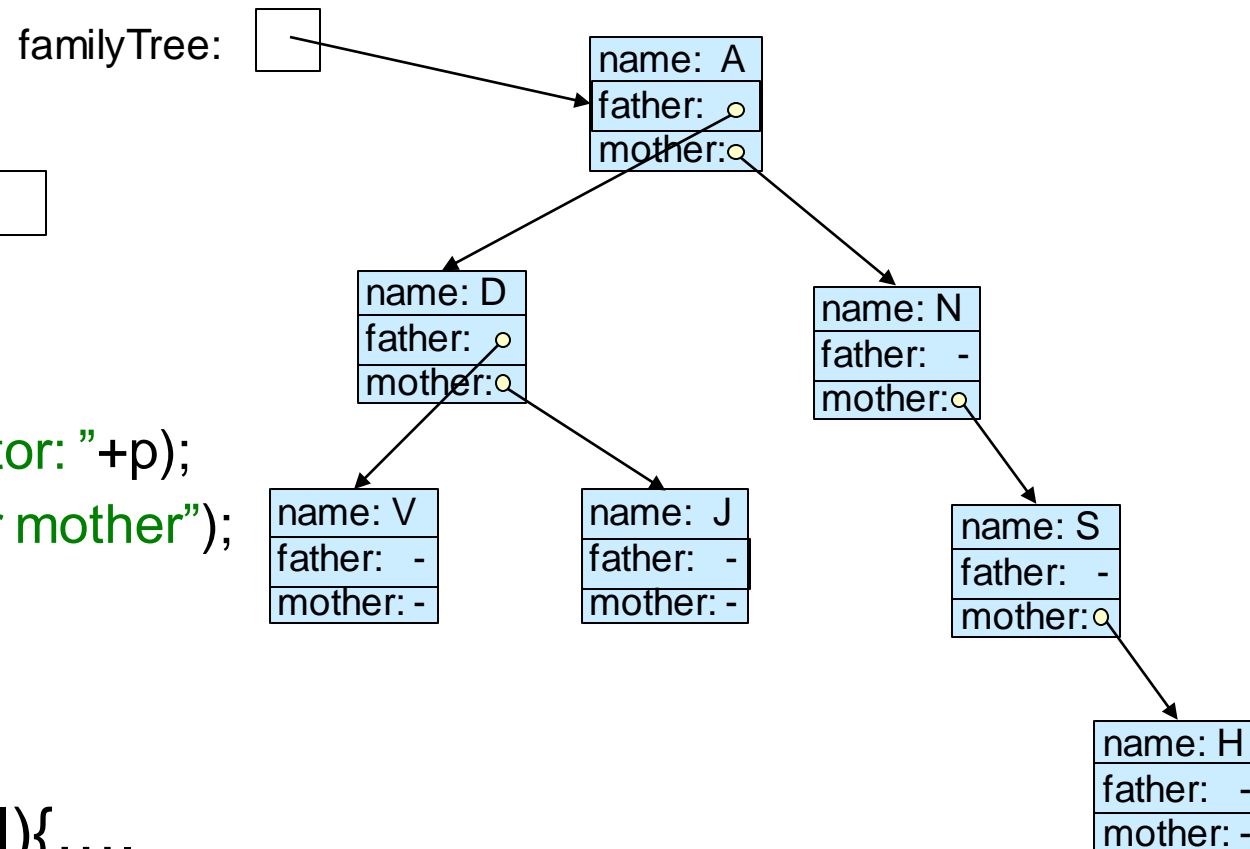 familyTree:
name: A
father:
mother:
name: D
father:
mother:
name: N
father: -
mother:
tor: ”+p);
r mother”);
name: V
father: -
mother: -
name: J
father: -
mother: -
name: S
father: -
mother:
name: H
father: -
mother: -
){....